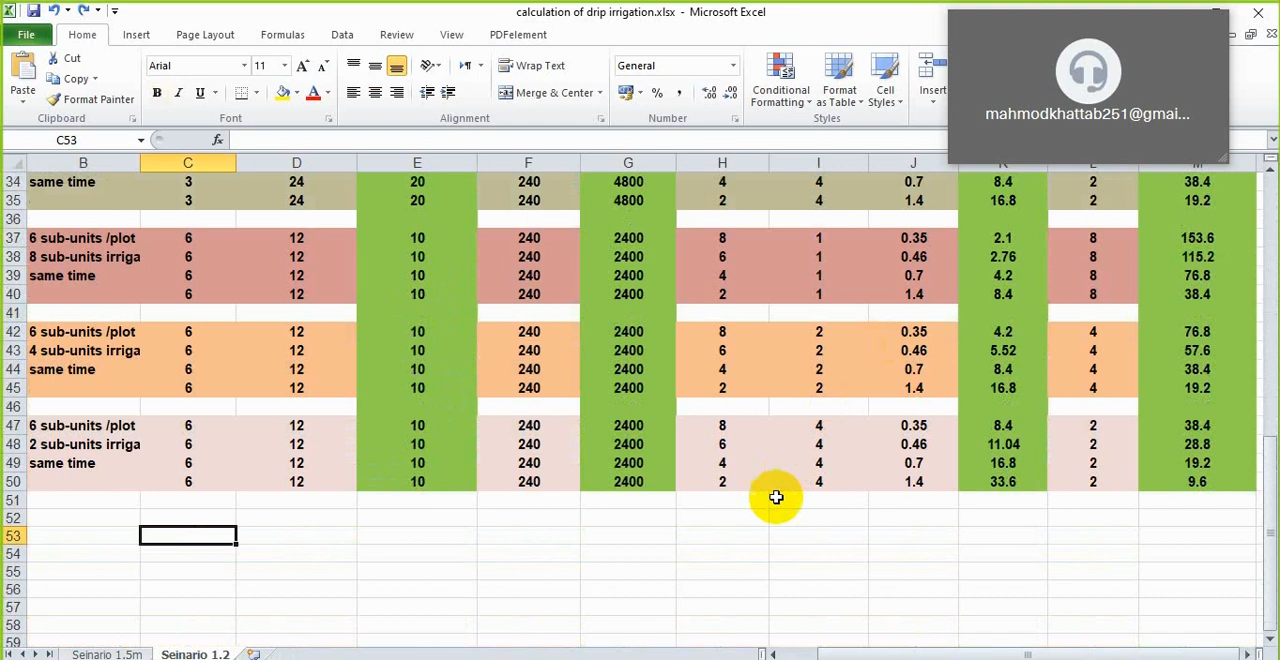 calculation of drip irrigation.xlsx - Microsoft Excel
File Home Insert Page Layout Formulas Data Review View PDFelement
Cut
Copy
Format Painter
Paste
Clipboard
Arial 11
B I U
Font
Wrap Text
Merge & Center
Alignment
General
Number
Conditional Formatting
Format as Table
Cell Styles
Styles
Insert
mahmodkhattab251@gmai...
C53 fx
B C D E F G H I J K L M
34 same time 3 24 20 240 4800 4 4 0.7 8.4 2 38.4
35 3 24 20 240 4800 2 4 1.4 16.8 2 19.2
36
37 6 sub-units /plot 6 12 10 240 2400 8 1 0.35 2.1 8 153.6
38 8 sub-units irriga 6 12 10 240 2400 6 1 0.46 2.76 8 115.2
39 same time 6 12 10 240 2400 4 1 0.7 4.2 8 76.8
40 6 12 10 240 2400 2 1 1.4 8.4 8 38.4
41
42 6 sub-units /plot 6 12 10 240 2400 8 2 0.35 4.2 4 76.8
43 4 sub-units irriga 6 12 10 240 2400 6 2 0.46 5.52 4 57.6
44 same time 6 12 10 240 2400 4 2 0.7 8.4 4 38.4
45 6 12 10 240 2400 2 2 1.4 16.8 4 19.2
46
47 6 sub-units /plot 6 12 10 240 2400 8 4 0.35 8.4 2 38.4
48 2 sub-units irriga 6 12 10 240 2400 6 4 0.46 11.04 2 28.8
49 same time 6 12 10 240 2400 4 4 0.7 16.8 2 19.2
50 6 12 10 240 2400 2 4 1.4 33.6 2 9.6
51
52
53
54
55
56
57
58
59
Seinario 1.5m Seinario 1.2